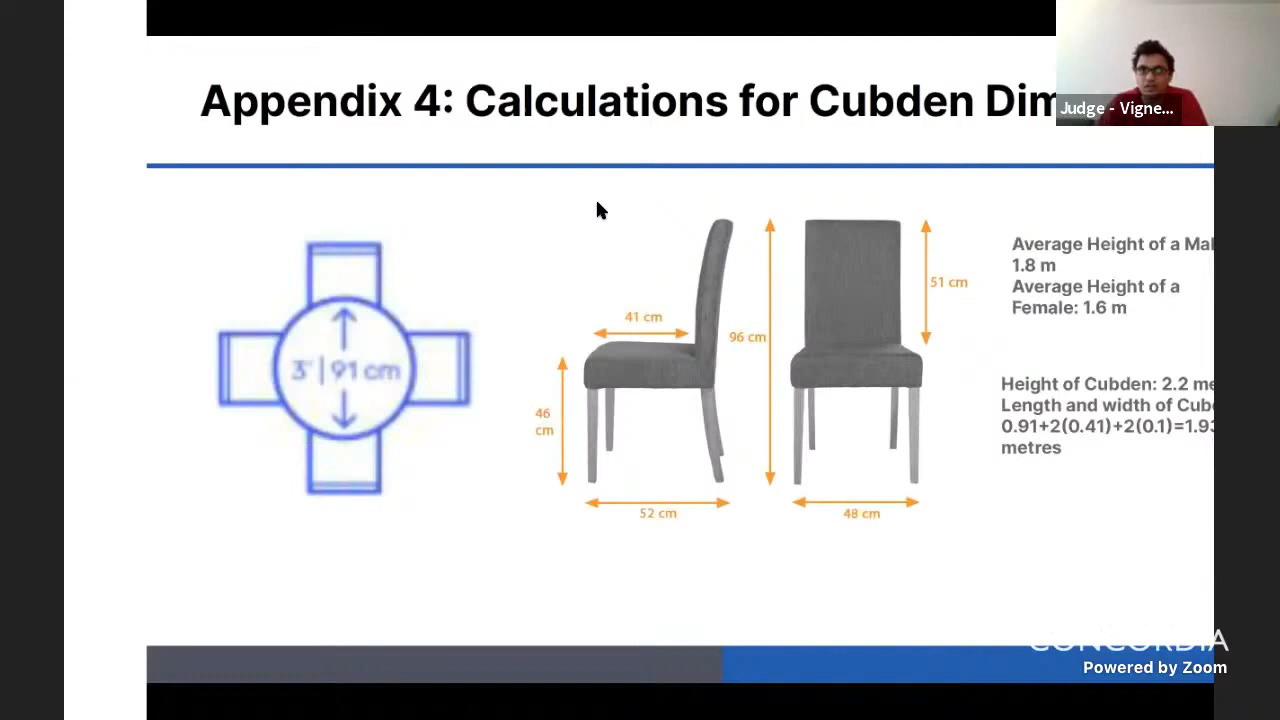 Appendix 4: Calculations for Cubden Dim
Judge - Vigne...
3' | 91 cm
41 cm
46
cm
52 cm
96 cm
51 cm
48 cm
Average Height of a Mal
1.8 m
Average Height of a
Female: 1.6 m
Height of Cubden: 2.2 me
Length and width of Cub
0.91+2(0.41)+2(0.1)=1.93
metres
CONCORDIA
Powered by Zoom